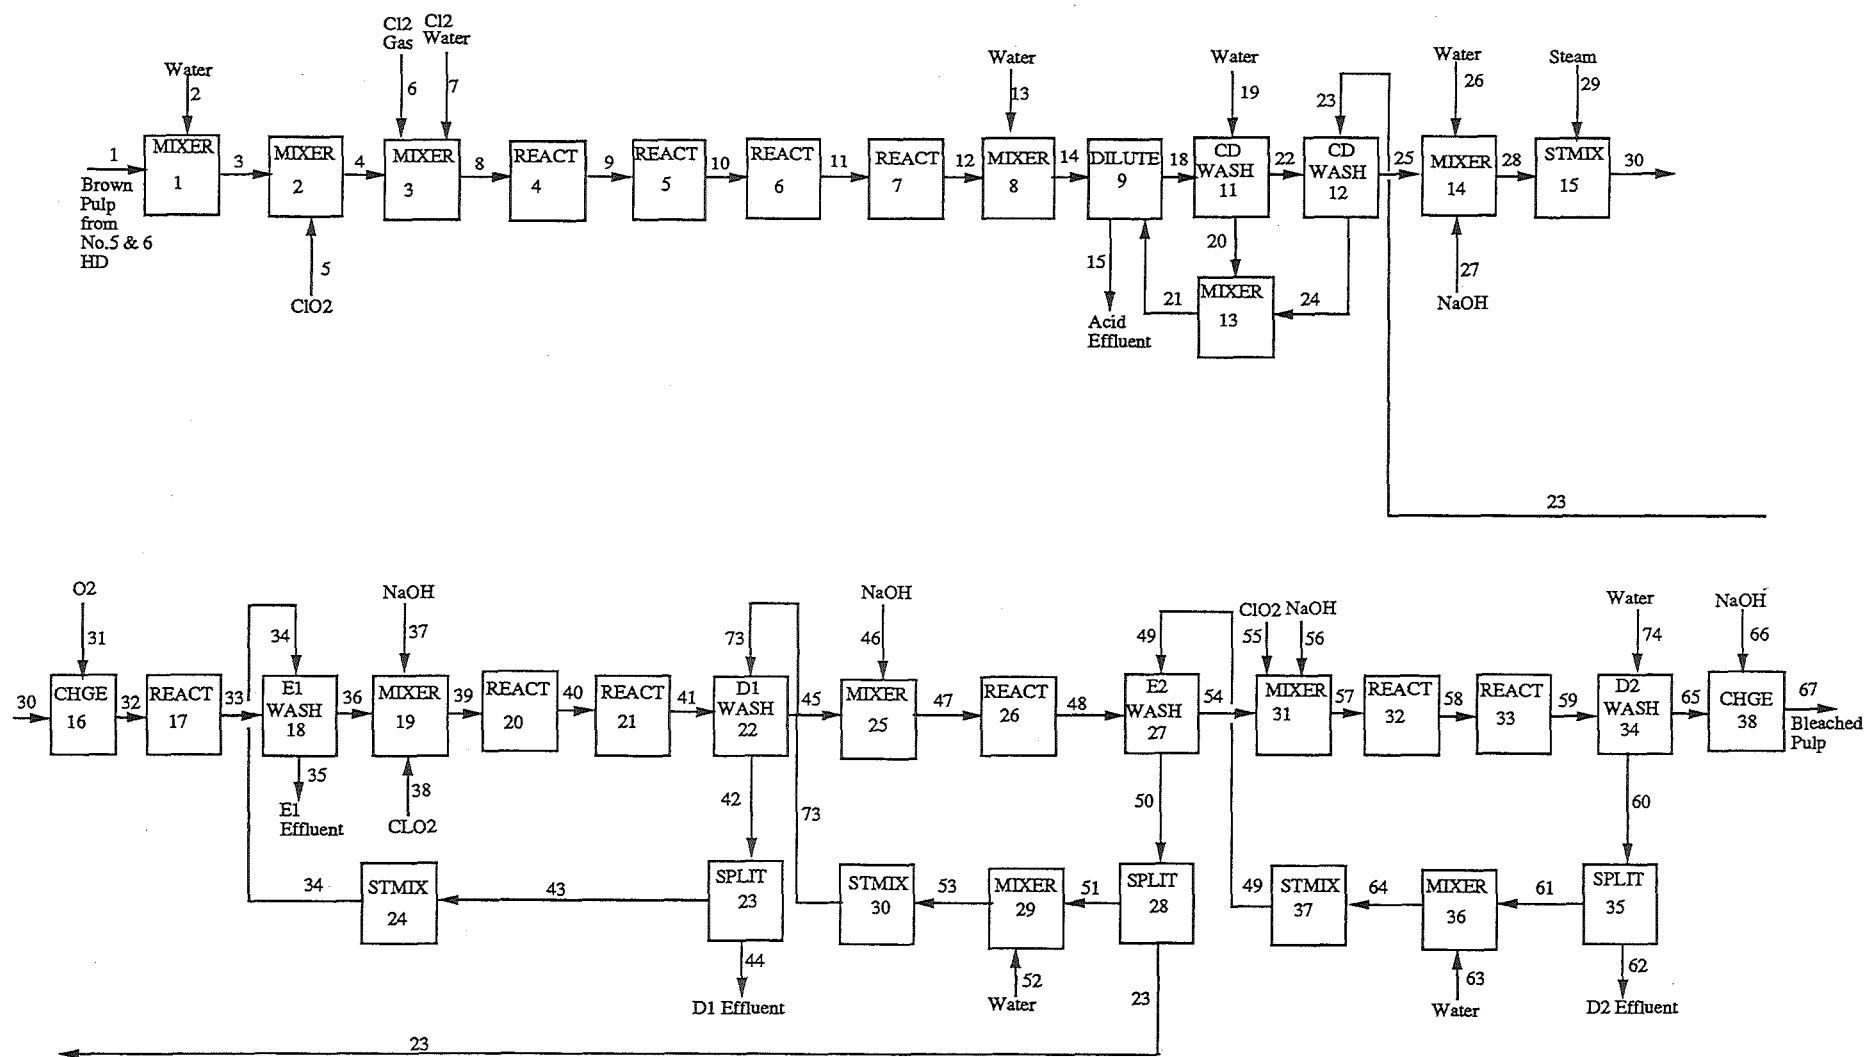 Cl2
Gas
Cl2
Water
6
7
Water
2
1
MIXER
1
3
MIXER
2
4
MIXER
3
8
REACT
4
9
REACT
5
10
REACT
6
11
REACT
7
12
Water
13
MIXER
8
14
DILUTE
9
18
Water
19
CD
WASH
11
22
23
CD
WASH
12
25
Water
26
MIXER
14
28
Steam
29
STMIX
15
30
Brown
Pulp
from
No.5 & 6
HD
5
ClO2
15
Acid
Effluent
20
21
MIXER
13
24
27
NaOH
23
O2
31
30
CHGE
16
32
REACT
17
33
34
E1
WASH
18
36
NaOH
37
MIXER
19
39
REACT
20
40
REACT
21
41
73
D1
WASH
22
45
NaOH
46
MIXER
25
47
REACT
26
48
49
E2
WASH
27
54
ClO2 NaOH
55
56
MIXER
31
57
REACT
32
58
REACT
33
59
Water
74
D2
WASH
34
65
NaOH
66
CHGE
38
67
Bleached
Pulp
35
E1
Effluent
38
CLO2
42
73
50
60
34
STMIX
24
43
SPLIT
23
STMIX
30
53
MIXER
29
51
SPLIT
28
49
STMIX
37
64
MIXER
36
61
SPLIT
35
44
D1 Effluent
52
Water
23
63
Water
62
D2 Effluent
23